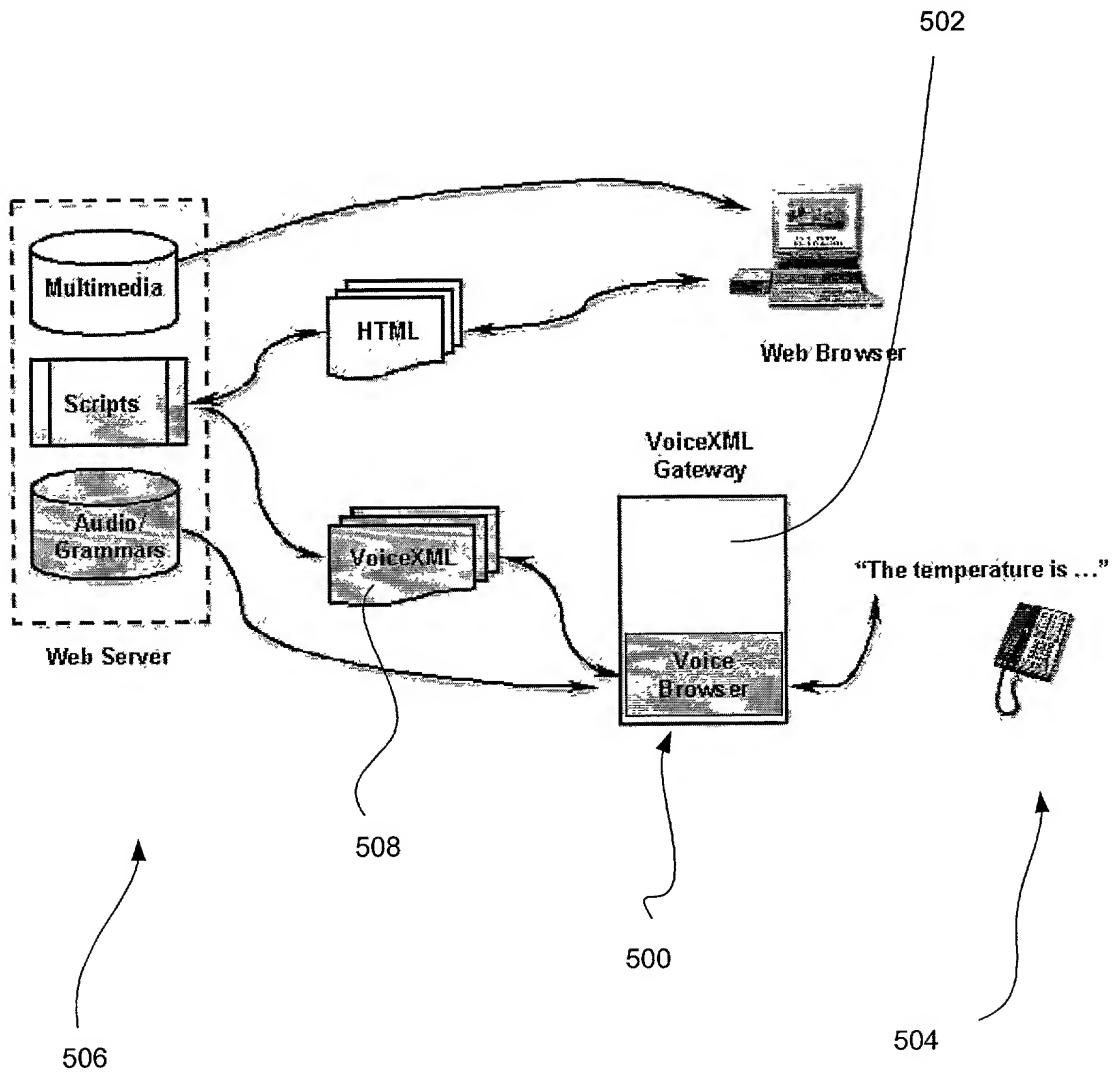 502
Multimedia
HTML
Web Browser
Scripts
VoiceXML
Gateway
Audio/
Grammars
VoiceXML
"The temperature is ..."
Web Server
Voice
Browser
508
500
504
506